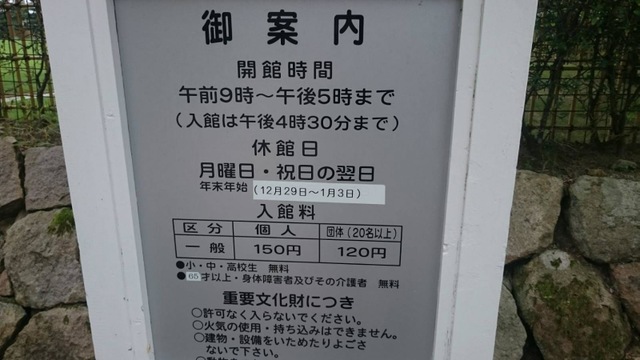 御案内
開館時間
午前9時～午後5時まで
(入館は午後4時30分まで)
休館日
月曜日・祝日の翌日
年末年始(12月29日～1月3日)
入館料
区分 個人 団体(20名以上)
一般 150円 120円
●小・中・高校生 無料
●65才以上・身体障害者及びその介護者 無料
重要文化財につき
○許可なく入らないでください。
○火気の使用・持ち込みはできません。
○建物・設備をいためたりよごさ
ないで下さい。